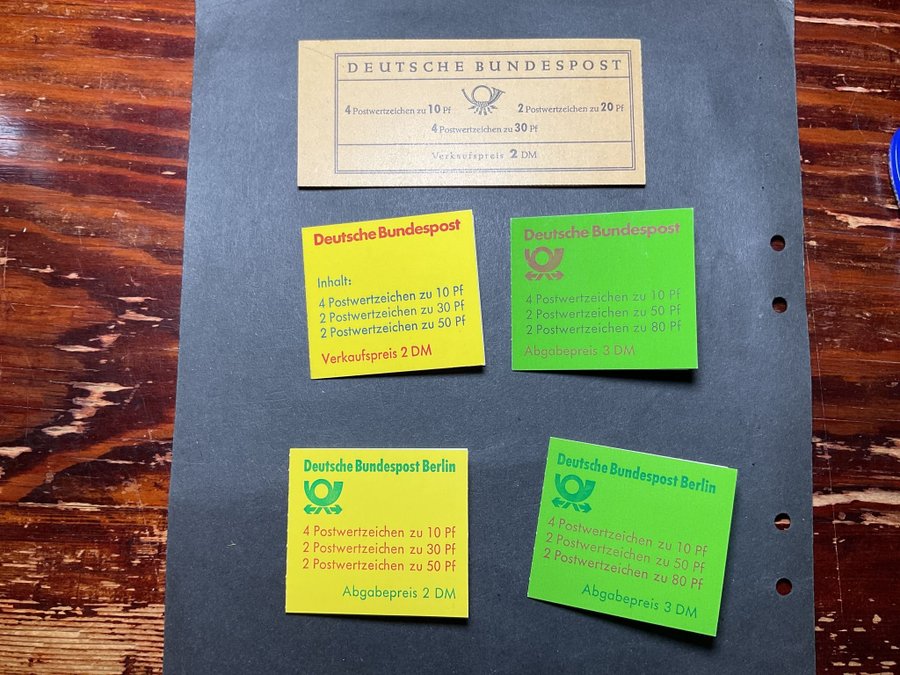 DEUTSCHE BUNDESPOST
4 Postwertzeichen zu 10 Pf 2 Postwertzeichen zu 20 Pf
4 Postwertzeichen zu 30 Pf
Verkaufspreis 2 DM
Deutsche Bundespost
Inhalt:
4 Postwertzeichen zu 10 Pf
2 Postwertzeichen zu 30 Pf
2 Postwertzeichen zu 50 Pf
Verkaufspreis 2 DM
Deutsche Bundespost
4 Postwertzeichen zu 10 Pf
2 Postwertzeichen zu 50 Pf
2 Postwertzeichen zu 80 Pf
Abgabepreis 3 DM
Deutsche Bundespost Berlin
4 Postwertzeichen zu 10 Pf
2 Postwertzeichen zu 30 Pf
2 Postwertzeichen zu 50 Pf
Abgabepreis 2 DM
Deutsche Bundespost Berlin
4 Postwertzeichen zu 10 Pf
2 Postwertzeichen zu 50 Pf
2 Postwertzeichen zu 80 Pf
Abgabepreis 3 DM